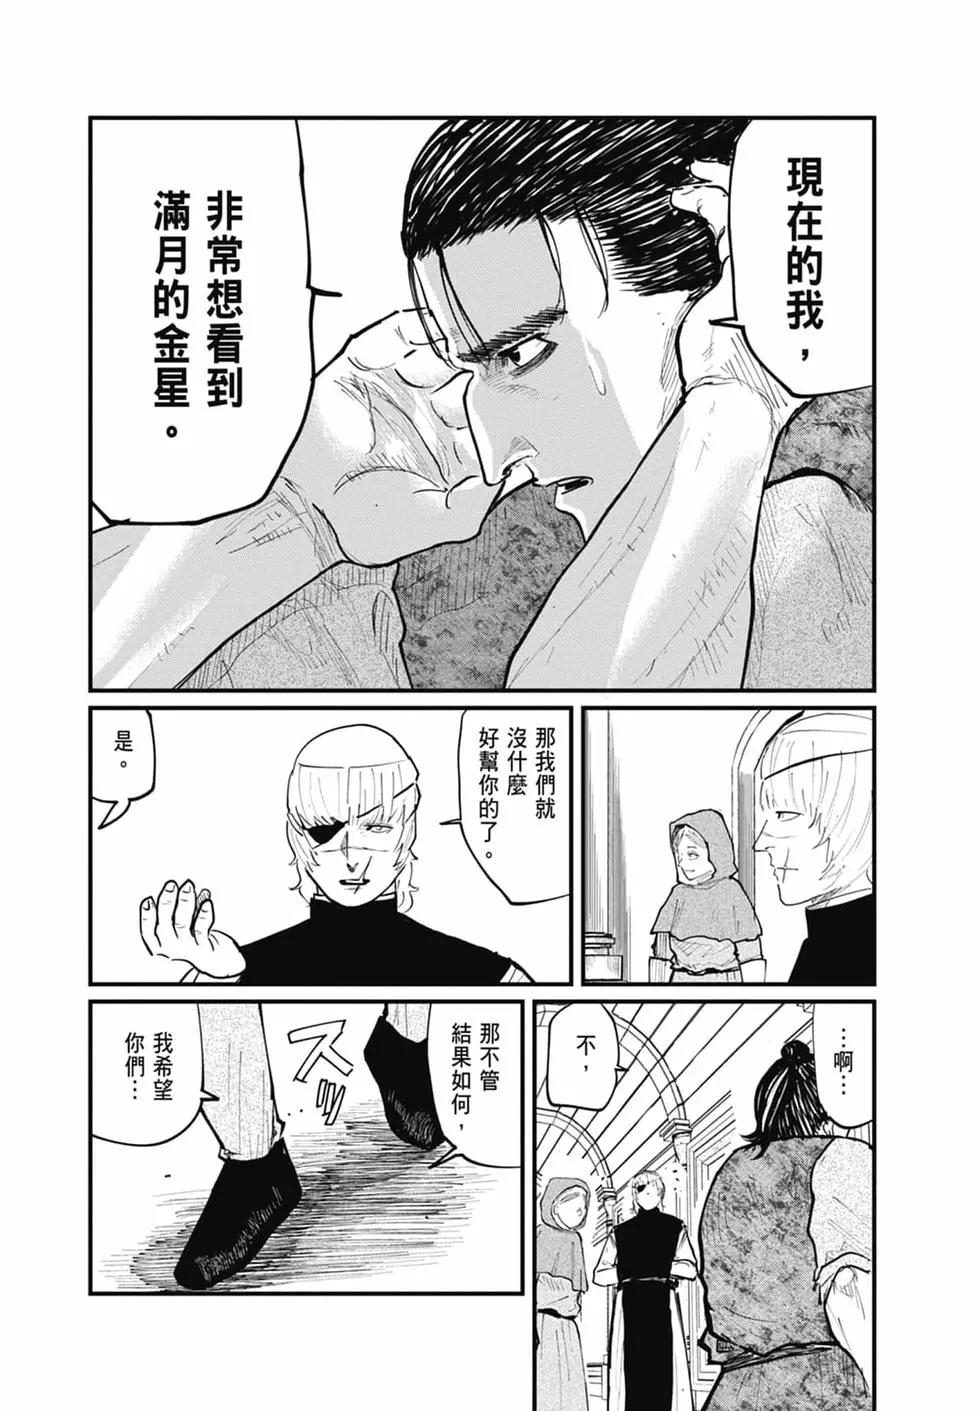 現在的我，
非常想看到
滿月的金星。
那我們就
沒什麼
好幫你的了。
是。
…啊…
不，
那不管
結果如何，
ス〃
我希望
你們…